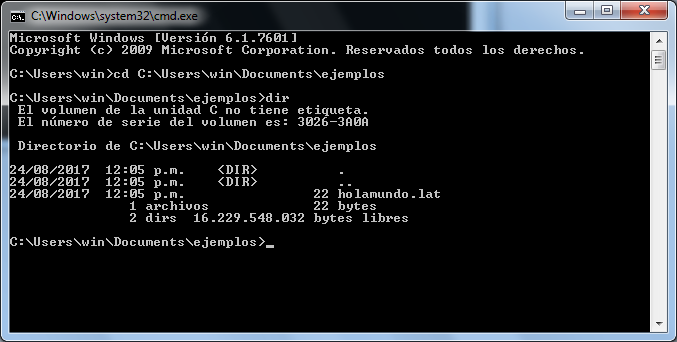 C:\Windows\system32\cmd.exe
Microsoft Windows [Versión 6.1.7601]
Copyright (c) 2009 Microsoft Corporation. Reservados todos los derechos.
C:\Users\win>cd C:\Users\win\Documents\ejemplos
C:\Users\win\Documents\ejemplos>dir
El volumen de la unidad C no tiene etiqueta.
El número de serie del volumen es: 3026-3A0A
Directorio de C:\Users\win\Documents\ejemplos
24/08/2017  12:05 p.m.    <DIR>          .
24/08/2017  12:05 p.m.    <DIR>          ..
24/08/2017  12:05 p.m.                22 holamundo.lat
1 archivos             22 bytes
2 dirs  16.229.548.032 bytes libres
C:\Users\win\Documents\ejemplos>_